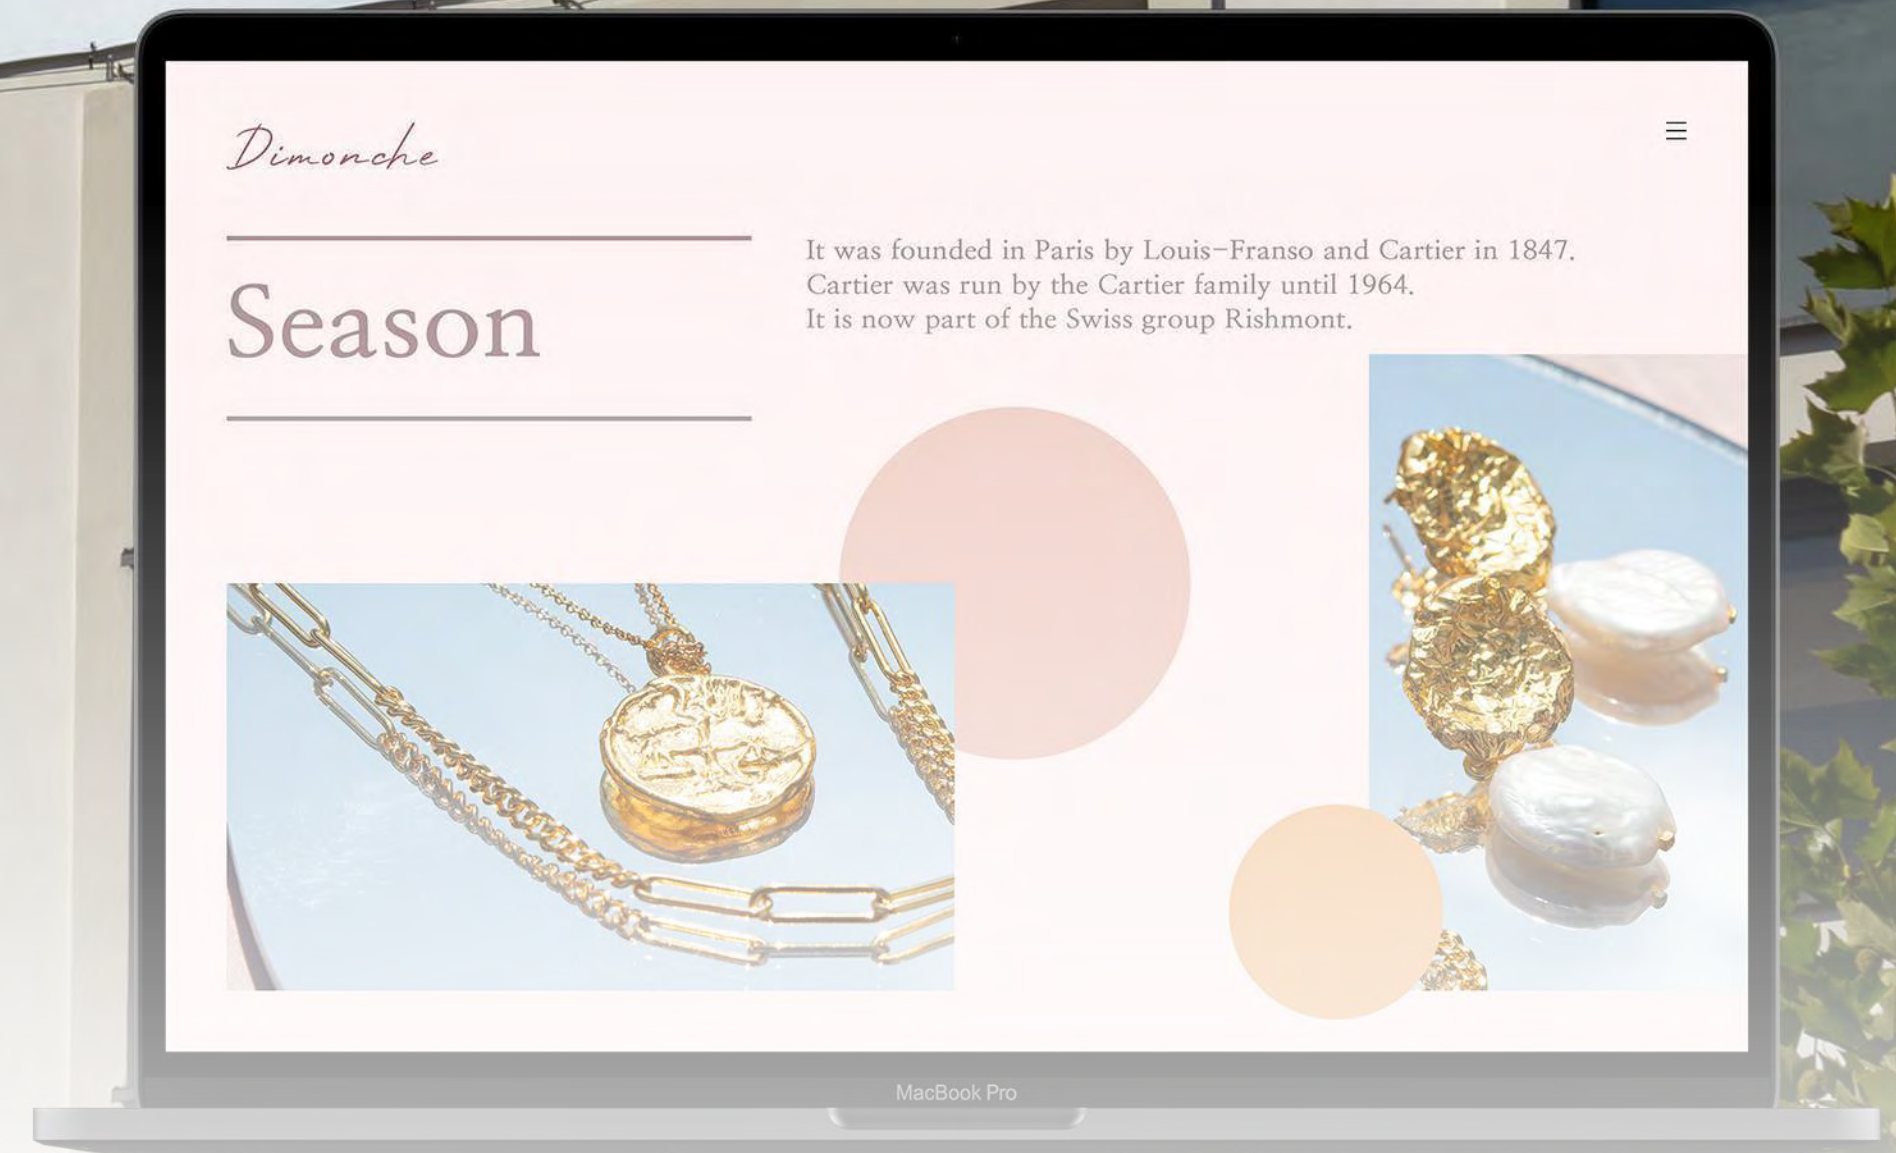 Dimonche
Season
It was founded in Paris by Louis-Franso and Cartier in 1847.
Cartier was run by the Cartier family until 1964.
It is now part of the Swiss group Rishmont.
MacBook Pro